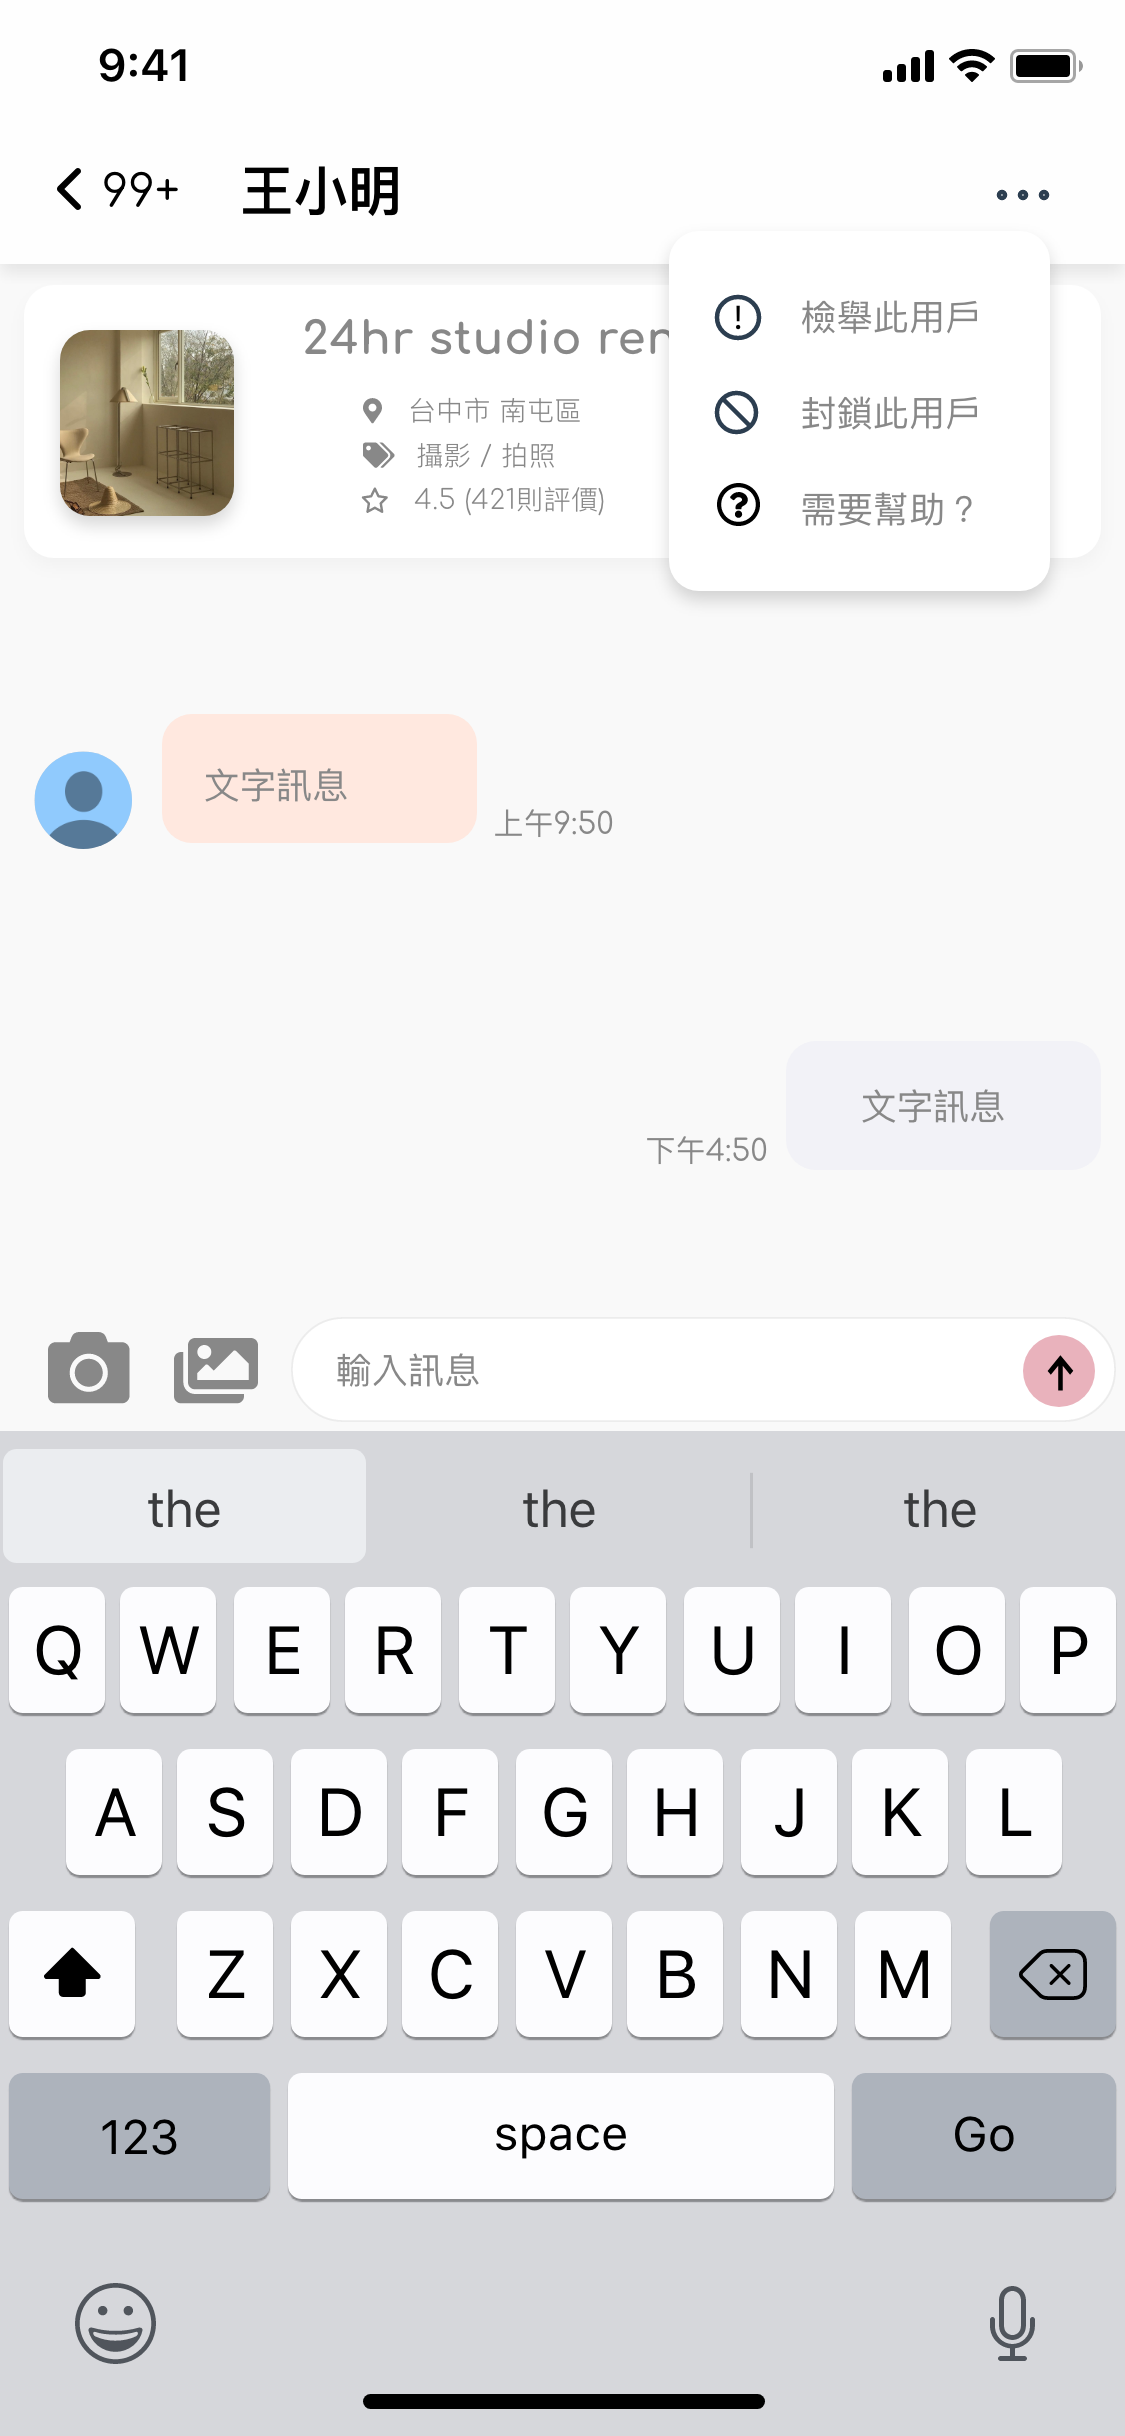 9:41
99+ 王小明
檢舉此用戶
封鎖此用戶
需要幫助？
24hr studio ren
台中市 南屯區
攝影 / 拍照
4.5 (421則評價)
文字訊息
上午9:50
文字訊息
下午4:50
輸入訊息
the the the
Q W E R T Y U I O P
A S D F G H J K L
Z X C V B N M
123 space Go